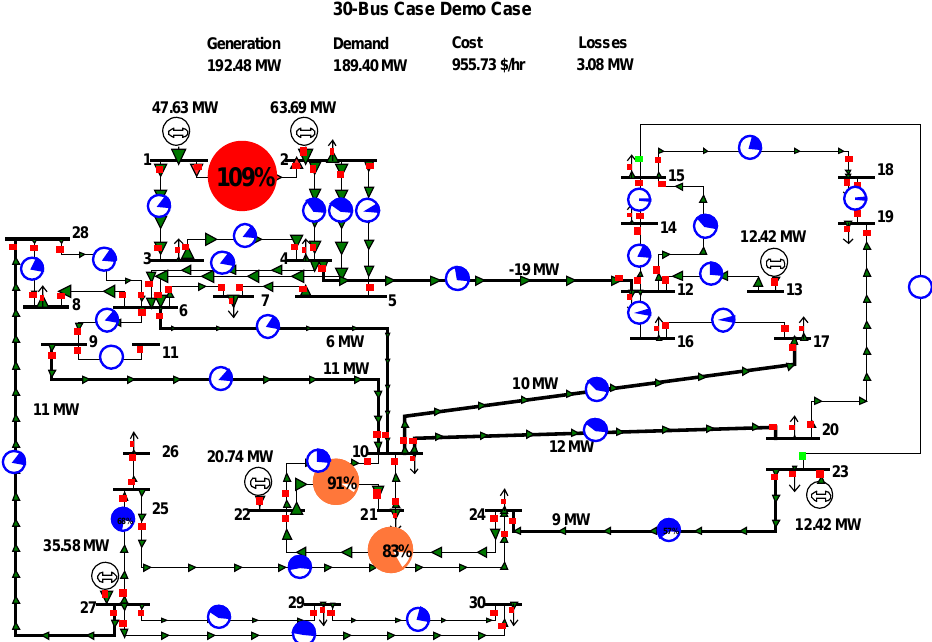 30-Bus Case Demo Case
Generation Demand Cost Losses
192.48 MW 189.40 MW 955.73 $/hr 3.08 MW
47.63 MW 63.69 MW
1 2 15 18
109%
14 19
28 3 4 12.42 MW
-19 MW
8 6 7 5 12 13
9 11 6 MW 16 17
11 MW 10 MW
11 MW
20
12 MW
26 20.74 MW 10
91% 23
25 22 21 24 9 MW 12.42 MW
35.58 MW 83%
27 29 30